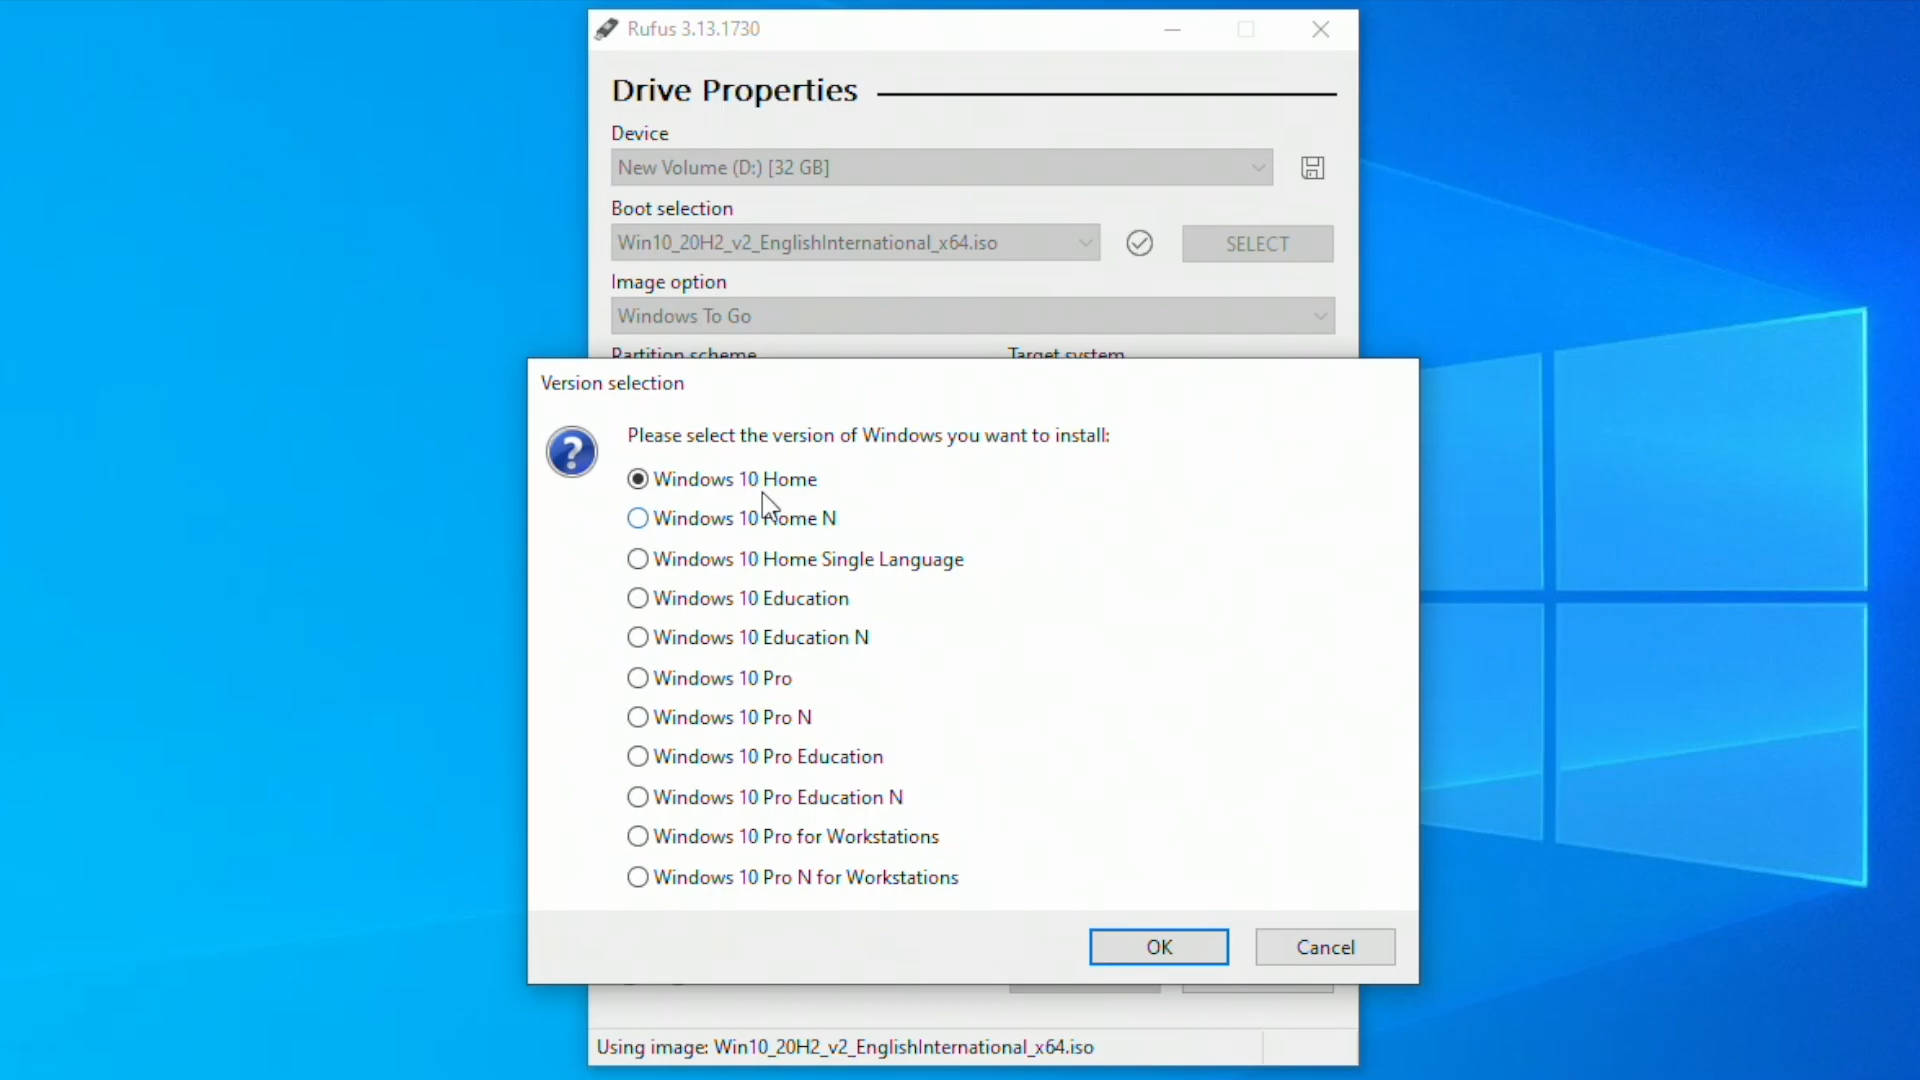 Rufus 3.13.1730
Drive Properties
Device
New Volume (D:) [32 GB]
Boot selection
Win10_20H2_v2_EnglishInternational_x64.iso
SELECT
Image option
Windows To Go
Partition scheme
Target system
Version selection
Please select the version of Windows you want to install:
Windows 10 Home
Windows 10 Home N
Windows 10 Home Single Language
Windows 10 Education
Windows 10 Education N
Windows 10 Pro
Windows 10 Pro N
Windows 10 Pro Education
Windows 10 Pro Education N
Windows 10 Pro for Workstations
Windows 10 Pro N for Workstations
OK
Cancel
Using image: Win10_20H2_v2_EnglishInternational_x64.iso